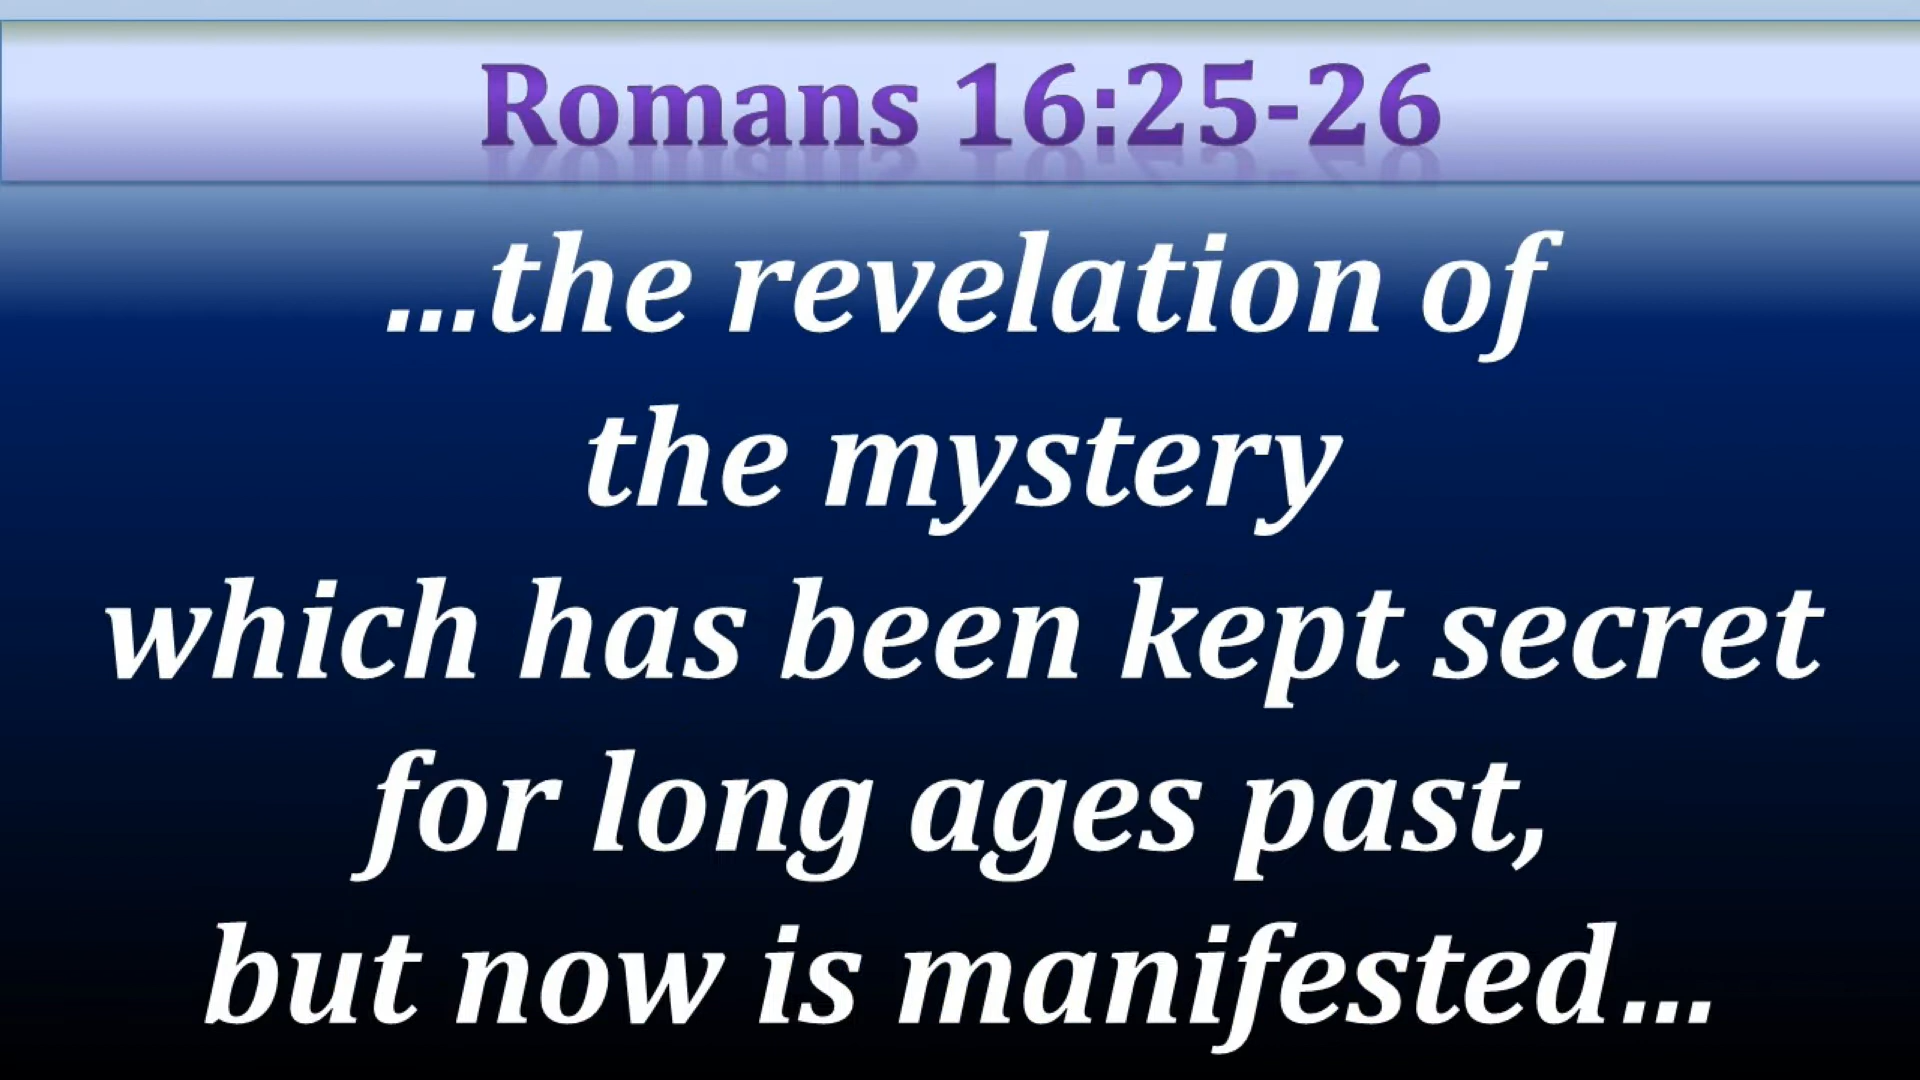 Romans 16:25-26
...the revelation of
the mystery
which has been kept secret
for long ages past,
but now is manifested...